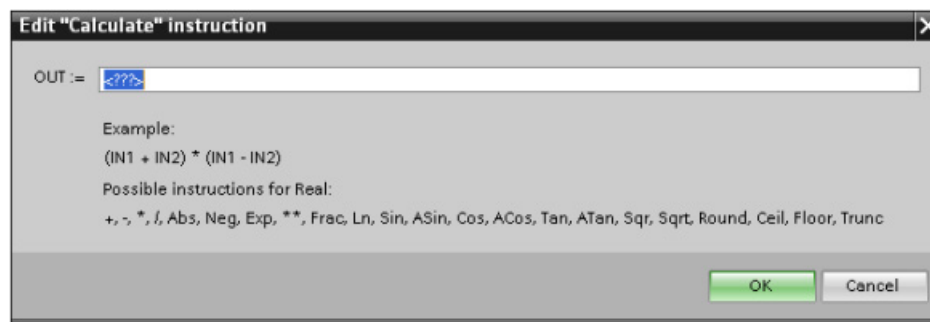 Edit "Calculate" instruction
OUT := <???>
Example:
(IN1 + IN2) * (IN1 - IN2)
Possible instructions for Real:
+, -, *, /, Abs, Neg, Exp, **, Frac, Ln, Sin, ASin, Cos, ACos, Tan, ATan, Sqr, Sqrt, Round, Ceil, Floor, Trunc
OK Cancel